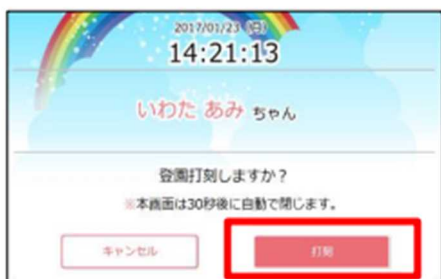 2017/01/23 (月)
14:21:13
いわた あみ ちゃん
登園打刻しますか？
※本画面は30秒後に自動で閉じます。
キャンセル
打刻